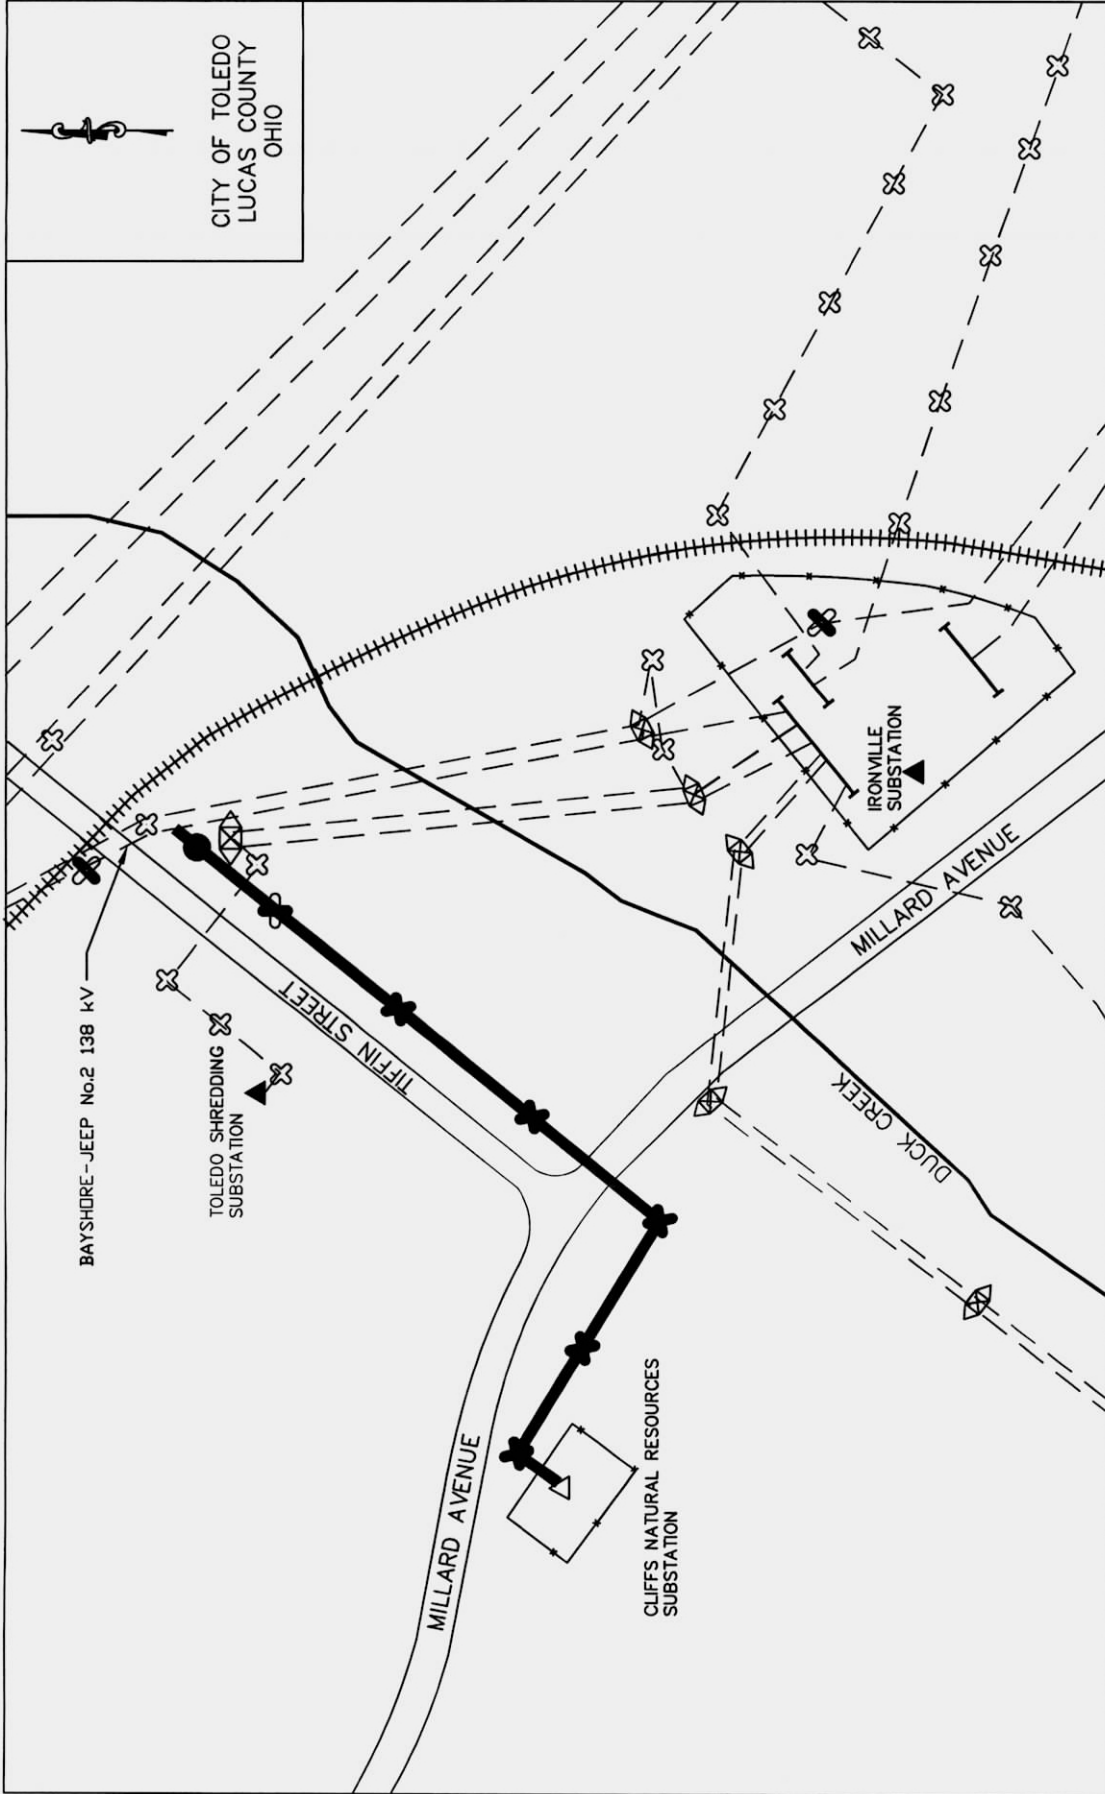 CITY OF TOLEDO
LUCAS COUNTY
OHIO
BAYSHORE-JEEP No.2 138 kV
TOLEDO SHREDDING
SUBSTATION
TIFFIN STREET
IRONVILLE
SUBSTATION
MILLARD AVENUE
DUCK CREEK
MILLARD AVENUE
CLIFFS NATURAL RESOURCES
SUBSTATION